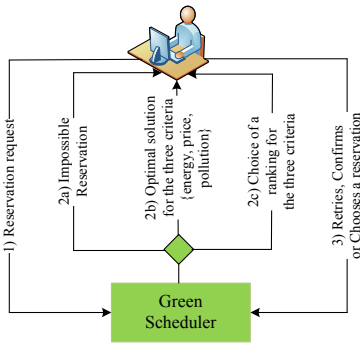 1) Reservation request
2a) Impossible
Reservation
2b) Optimal solution
for the three criteria
{energy, price,
pollution}
2c) Choice of a
ranking for
the three criteria
3) Retries, Confirms
or Chooses a reservation
Green
Scheduler